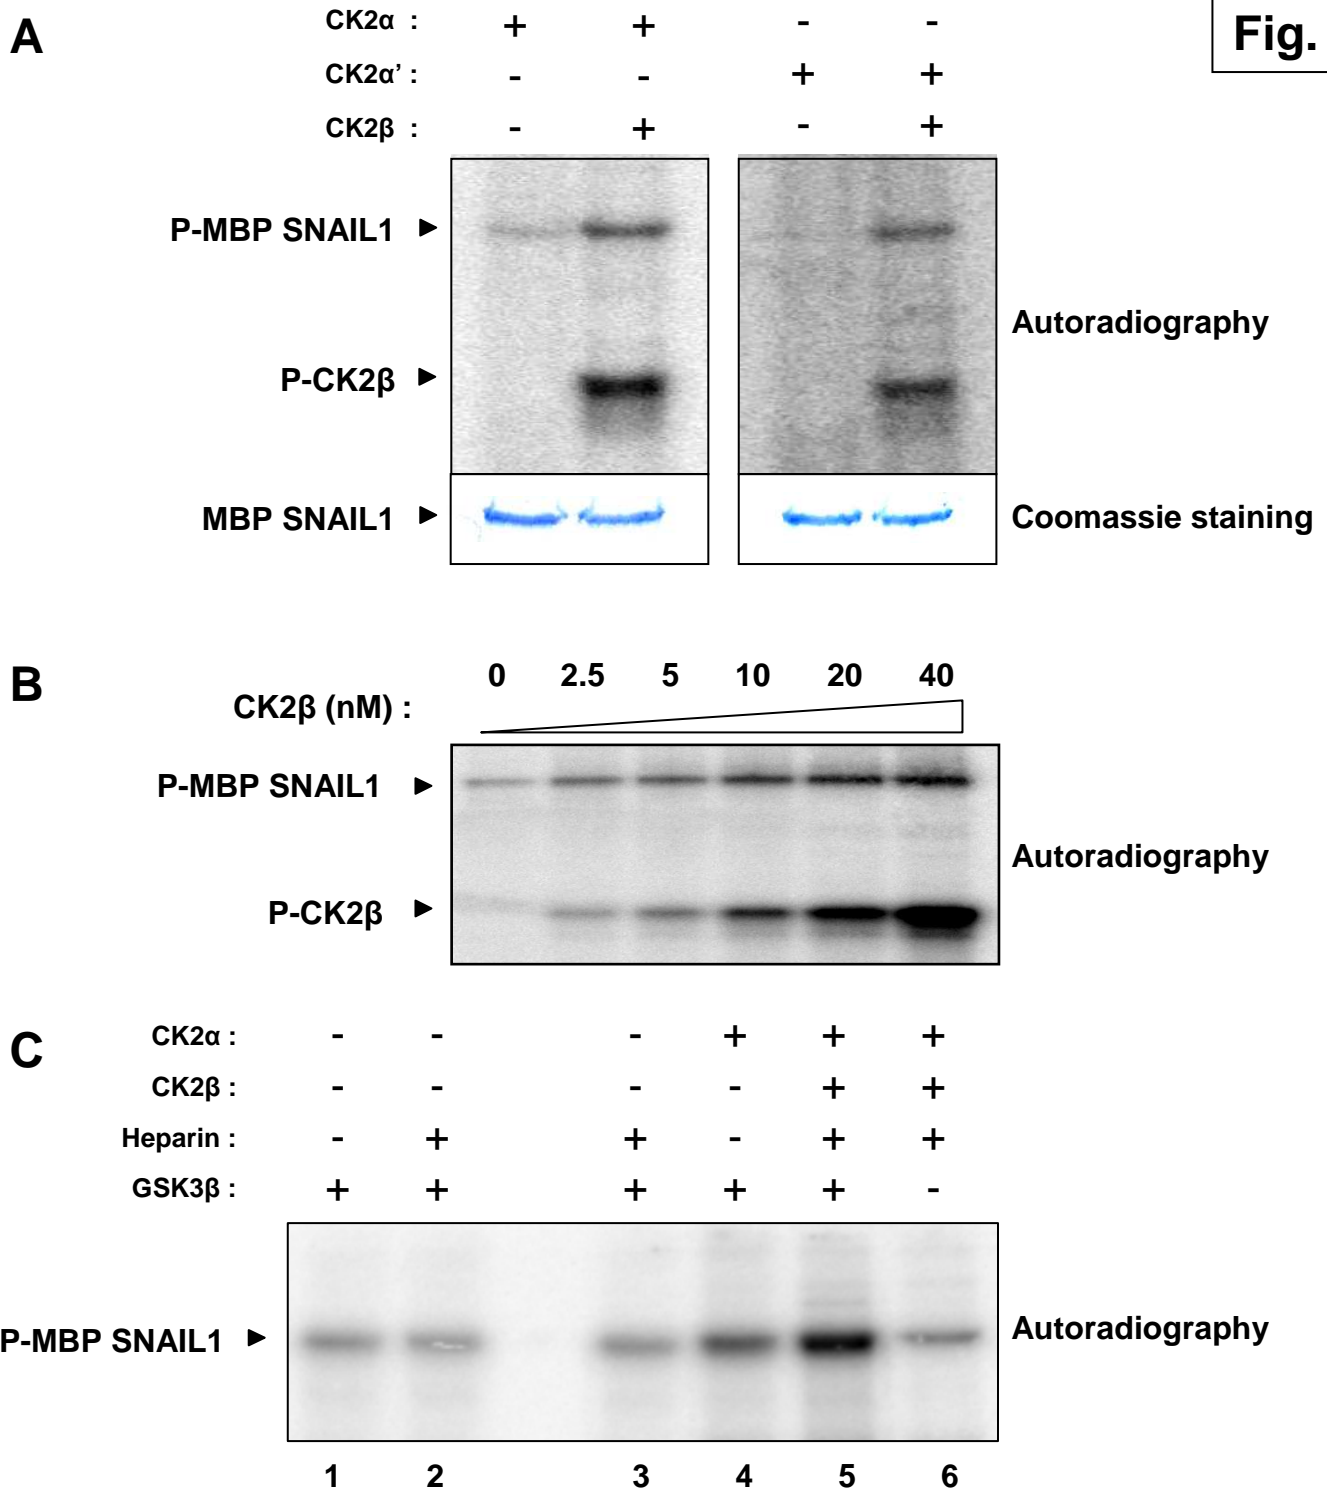 A
Fig.
CK2α : + + - -
CK2α’ : - - + +
CK2β : - + - +
P-MBP SNAIL1
P-CK2β
Autoradiography
MBP SNAIL1
Coomassie staining
B
0 2.5 5 10 20 40
CK2β (nM) :
P-MBP SNAIL1
Autoradiography
P-CK2β
C
CK2α : - - - + + +
CK2β : - - - - + +
Heparin : - + + - + +
GSK3β : + + + + + -
P-MBP SNAIL1
Autoradiography
1 2 3 4 5 6